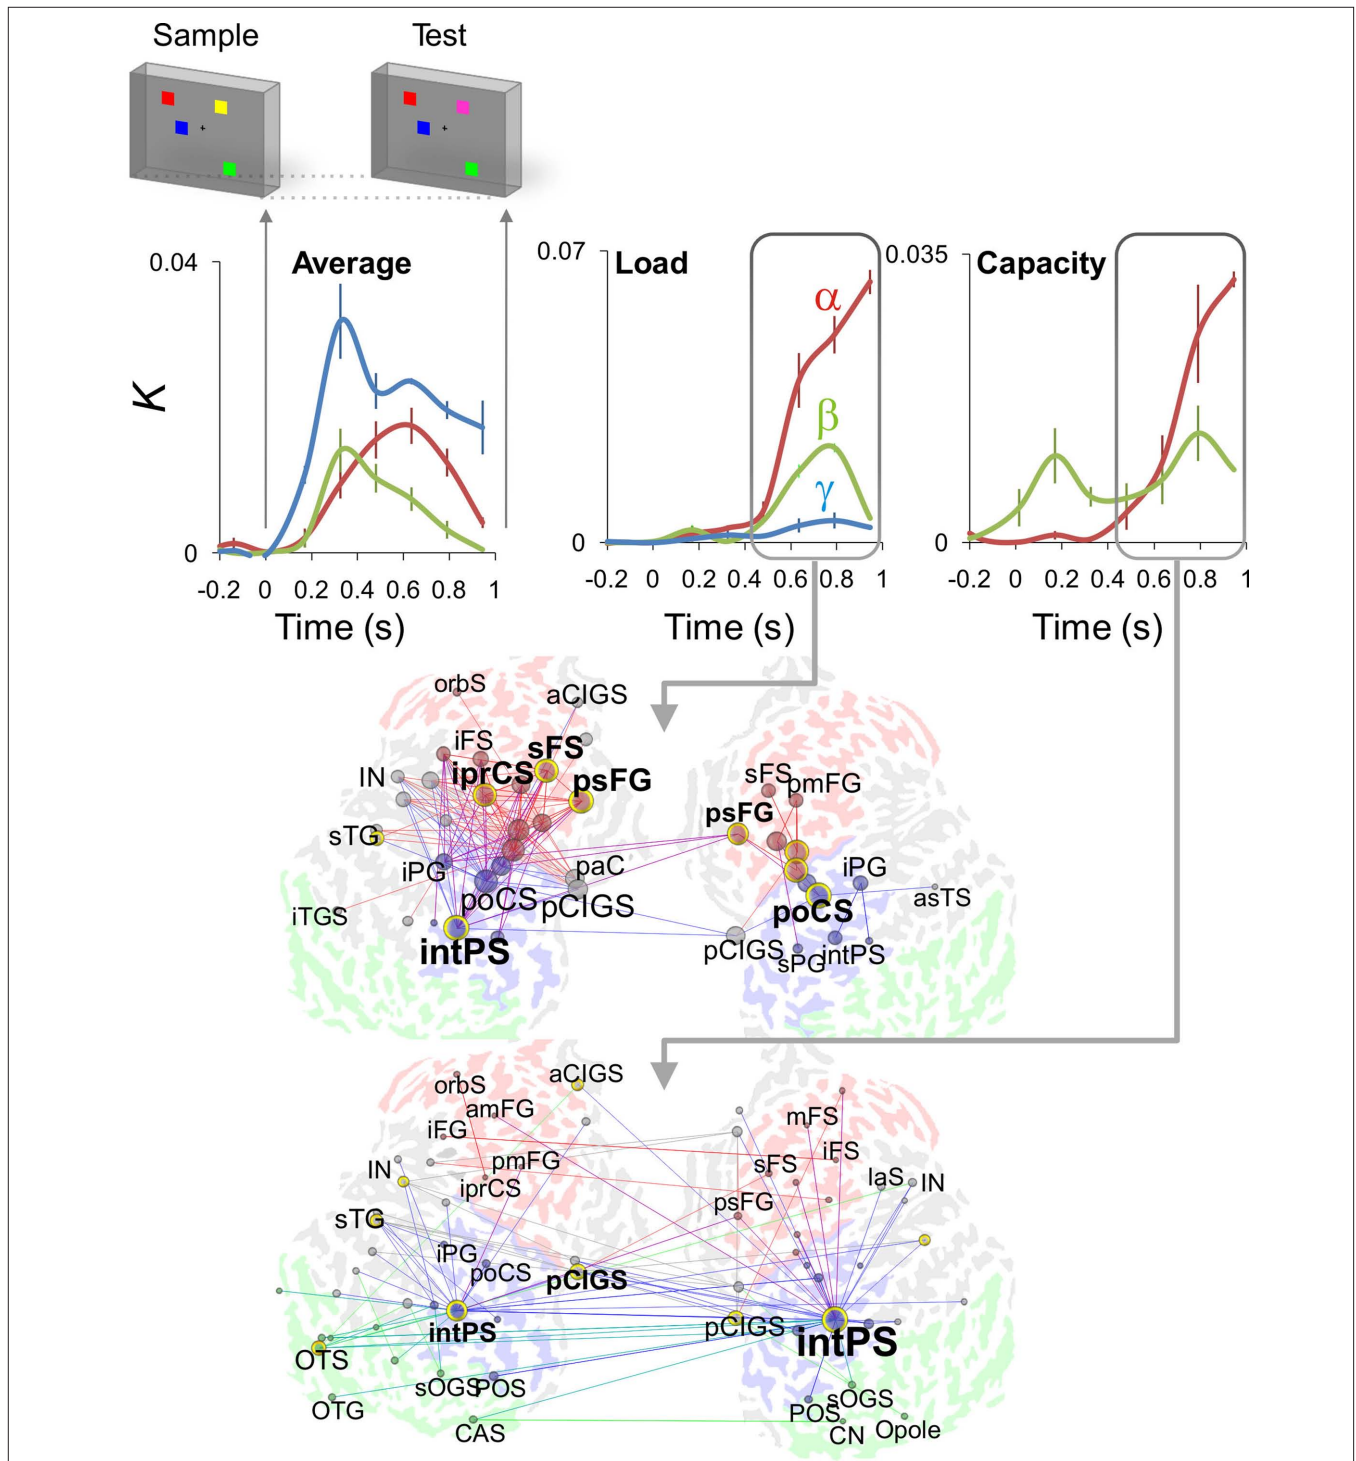 Sample Test
0.04 Average
K
0
-0.2 0 0.2 0.4 0.6 0.8 1
Time (s)
0.07 Load
α
β
γ
0
-0.2 0 0.2 0.4 0.6 0.8 1
Time (s)
0.035 Capacity
0
-0.2 0 0.2 0.4 0.6 0.8 1
Time (s)
orbS aCIGS
iFS sFS
IN iprCS psFG
sTG
iPG paC
poCS pCIGS
iTGS
intPS
sFS pmFG
psFG
iPG
poCS asTS
pCIGS sPG intPS
orbS aCIGS
amFG
iFG
IN pmFG
iprCS
sTG
iPG poCS pCIGS
intPS
OTS
sOGS POS
OTG
CAS
mFS
sFS iFS
laS IN
psFG
pCIGS intPS
sOGS
POS
CN Opole